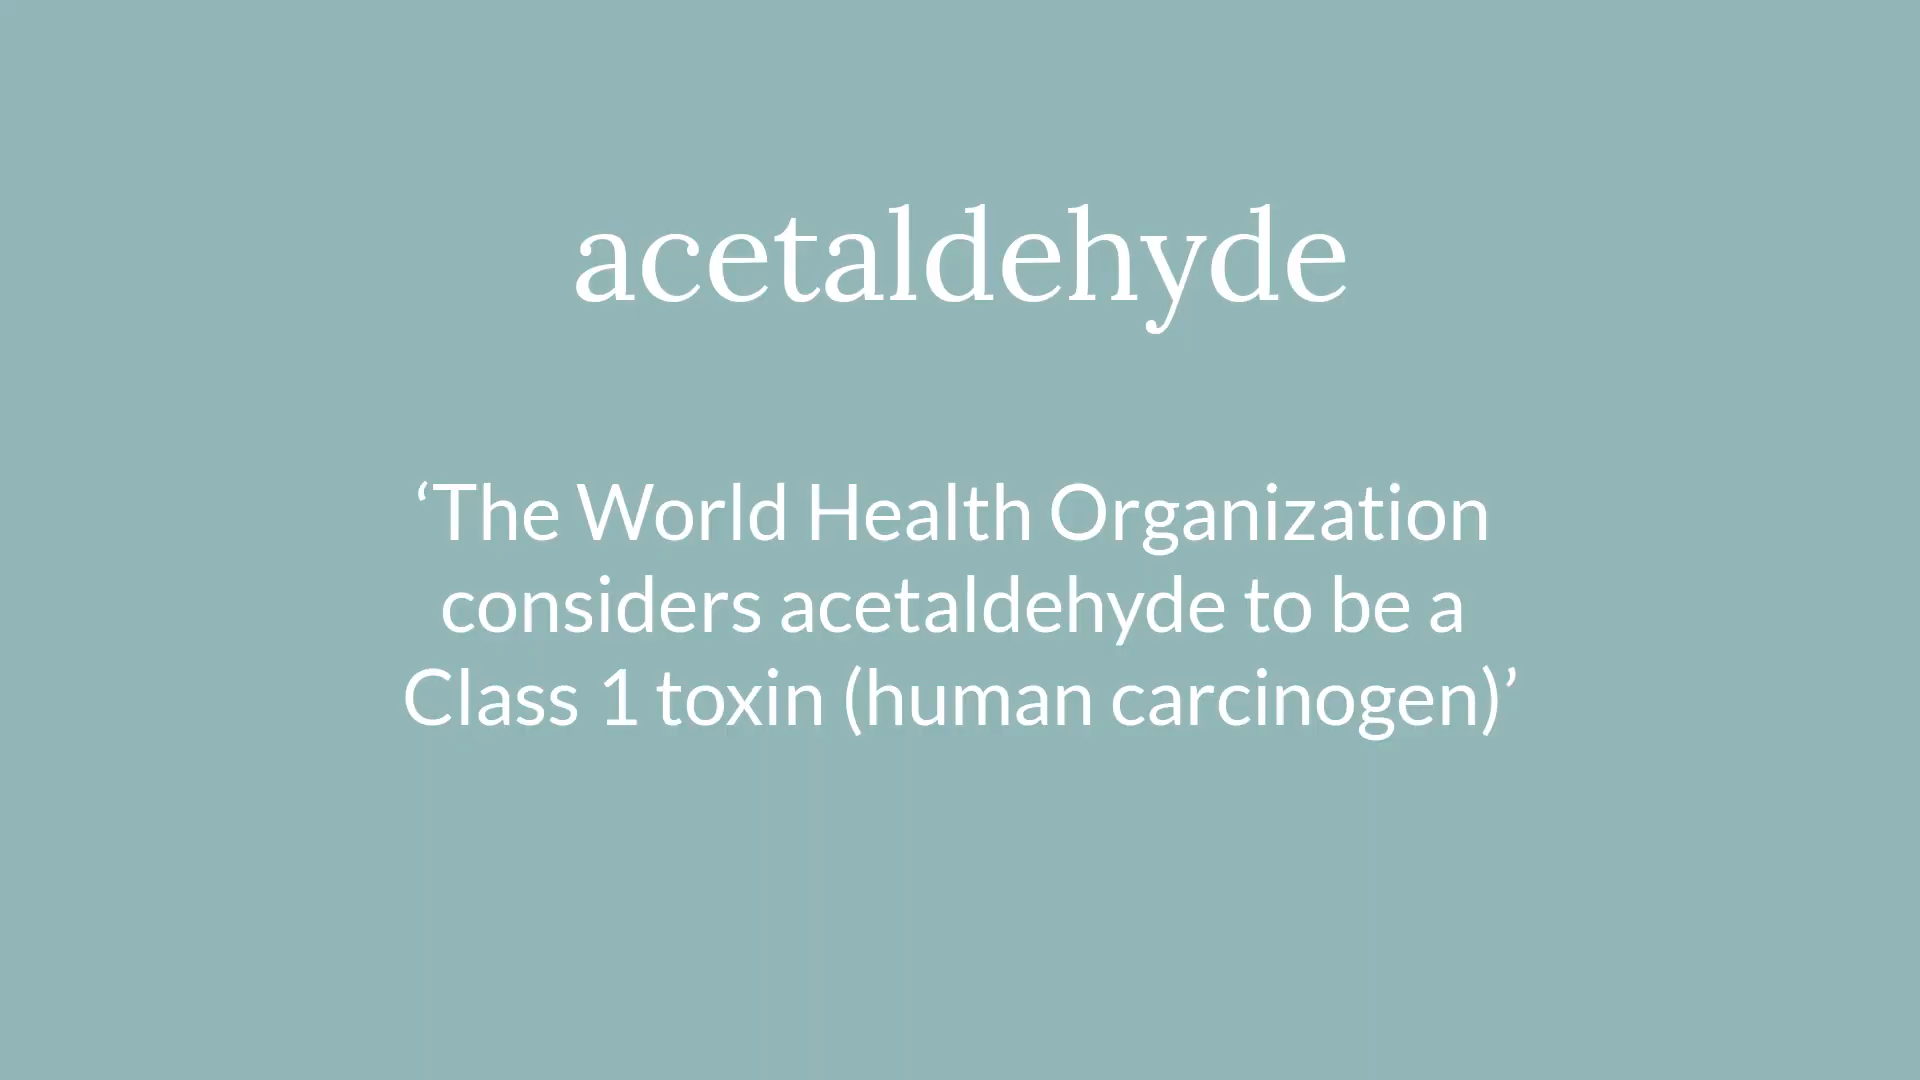 acetaldehyde
‘The World Health Organization
considers acetaldehyde to be a
Class 1 toxin (human carcinogen)’